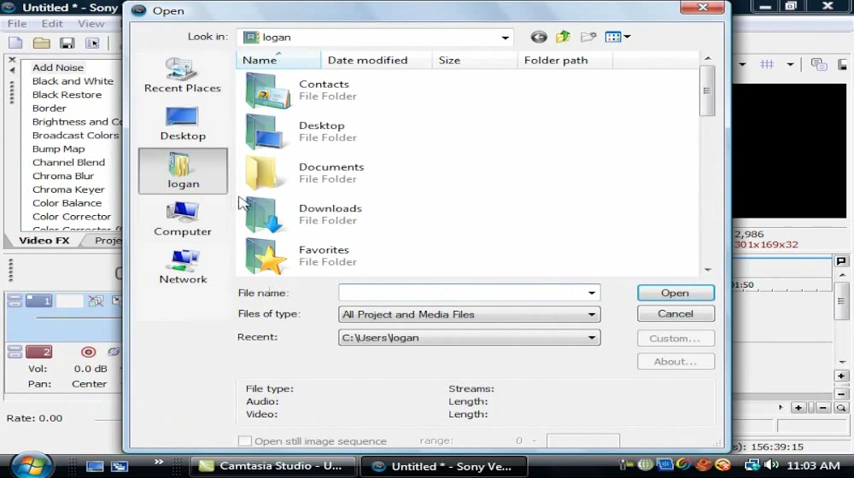 Untitled * - Sony
Open
File Edit View
Look in: logan
Name Date modified Size Folder path
Add Noise
Black and White
Black Restore
Border
Brightness and Co
Broadcast Colors
Bump Map
Channel Blend
Chroma Blur
Chroma Keyer
Color Balance
Color Corrector
Video FX Proje
Recent Places
Desktop
logan
Computer
Network
Contacts
File Folder
Desktop
File Folder
Documents
File Folder
Downloads
File Folder
Favorites
File Folder
2,986
301x169x32
01:50
File name: Open
Files of type: All Project and Media Files Cancel
Recent: C:\Users\logan Custom...
About...
File type: Streams:
Audio: Length:
Video: Length:
Open still image sequence range: 0 -
1
2
Vol: 0.0 dB
Pan: Center
Rate: 0.00
156:39:15
Camtasia Studio - U...
Untitled * - Sony Ve...
11:03 AM